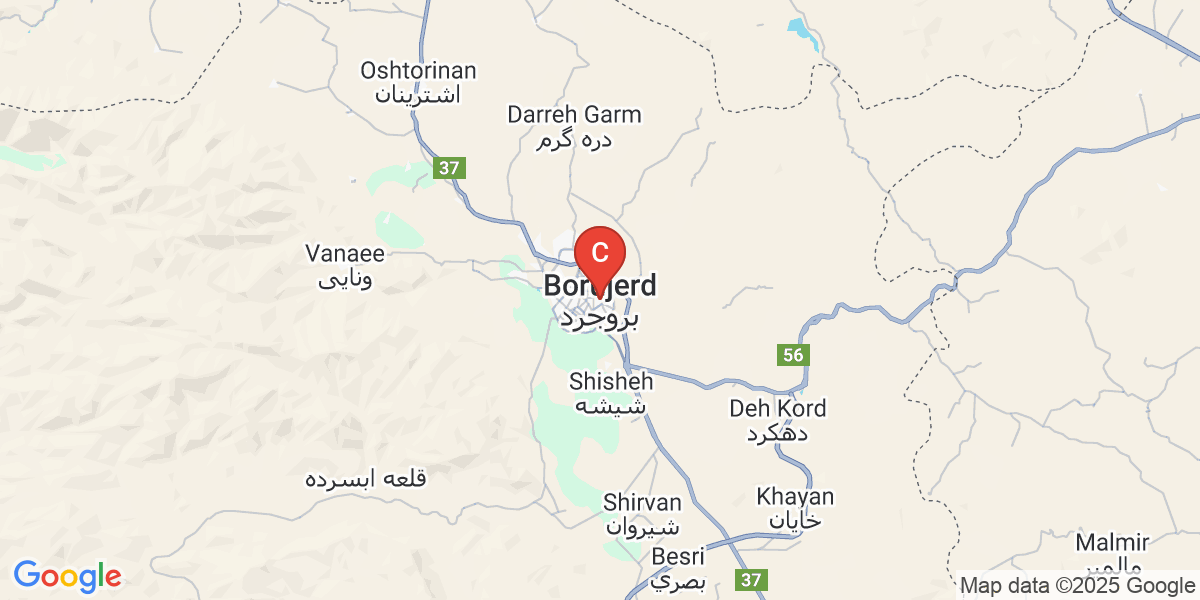 Oshtorinan
اشترینان
Darreh Garm
دره گرم
37
Vanaee
ونایی
C
Borujerd
بروجرد
56
Shisheh
شیشه
Deh Kord
دهکرد
قلعه ابسرده
Khayan
خایان
Shirvan
شیروان
Besri
بصري
Malmir
مالمیر
37
Google
Map data ©2025 Google